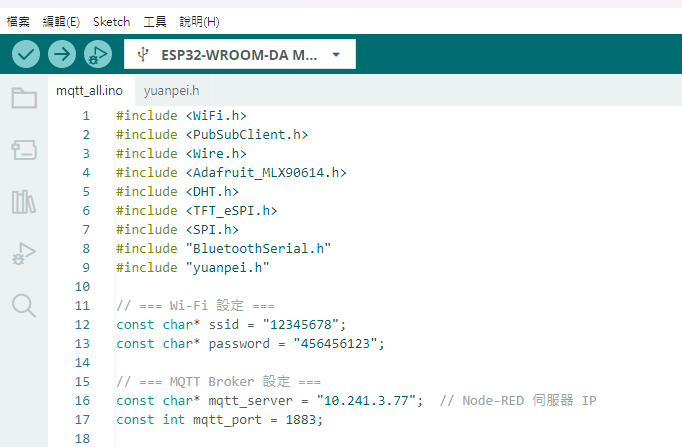 檔案 編輯(E) Sketch 工具 說明(H)
ESP32-WROOM-DA M...
mqtt_all.ino yuanpei.h
1 #include <WiFi.h>
2 #include <PubSubClient.h>
3 #include <Wire.h>
4 #include <Adafruit_MLX90614.h>
5 #include <DHT.h>
6 #include <TFT_eSPI.h>
7 #include <SPI.h>
8 #include "BluetoothSerial.h"
9 #include "yuanpei.h"
10
11 // === Wi-Fi 設定 ===
12 const char* ssid = "12345678";
13 const char* password = "456456123";
14
15 // === MQTT Broker 設定 ===
16 const char* mqtt_server = "10.241.3.77";  // Node-RED 伺服器 IP
17 const int mqtt_port = 1883;
18